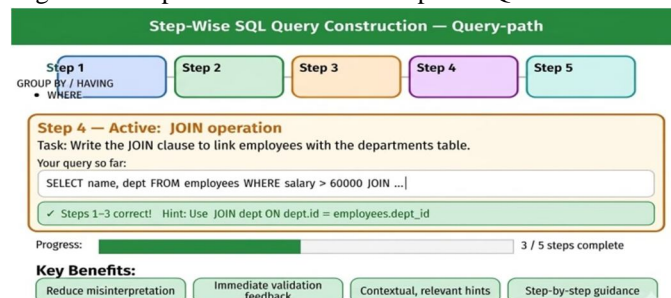 Step-Wise SQL Query Construction — Query-path
Step 1 Step 2 Step 3 Step 4 Step 5
GROUP BY / HAVING
• WHERE
Step 4 — Active: JOIN operation
Task: Write the JOIN clause to link employees with the departments table.
Your query so far:
SELECT name, dept FROM employees WHERE salary > 60000 JOIN ...|
✓ Steps 1–3 correct! Hint: Use JOIN dept ON dept.id = employees.dept_id
Progress: 3 / 5 steps complete
Key Benefits:
Reduce misinterpretation
Immediate validation
feedback
Contextual, relevant hints
Step-by-step guidance